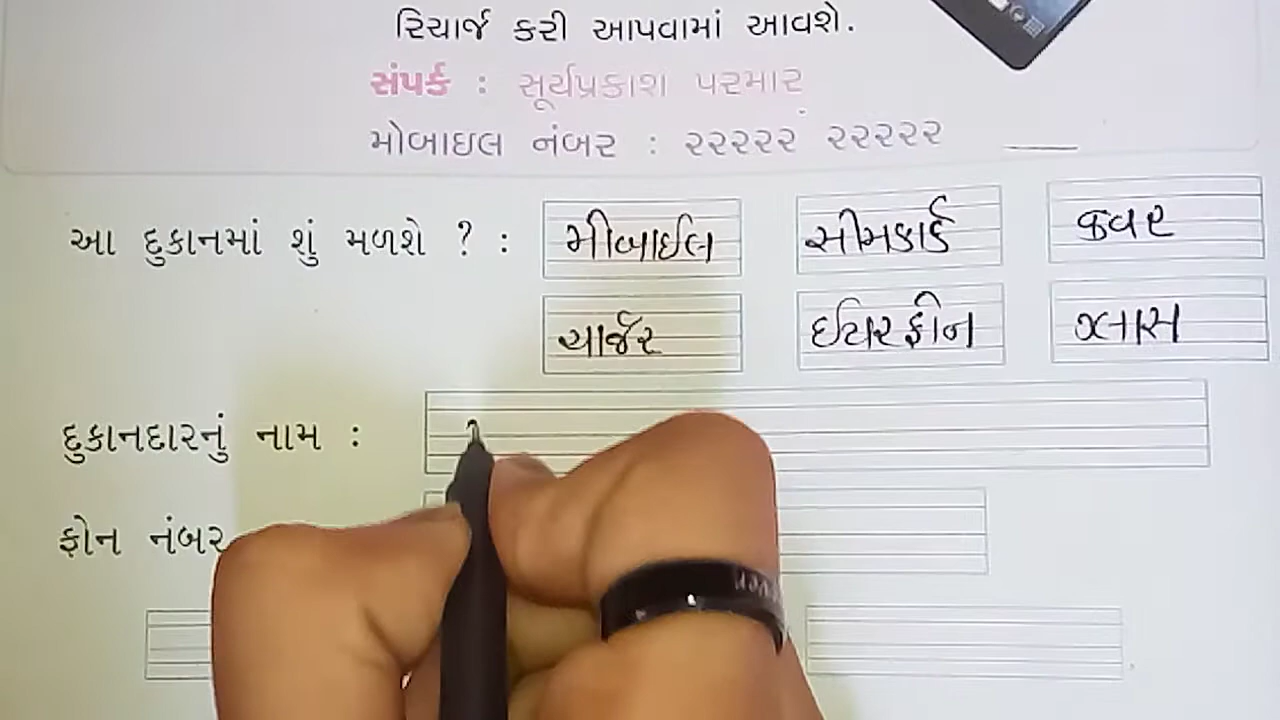 રિચાર્જ કરી આપવામાં આવશે.
સંપર્ક : સૂર્યપ્રકાશ પરમાર
મોબાઇલ નંબર : ૨૨૨૨૨ ૨૨૨૨૨
આ દુકાનમાં શું મળશે ? : મોબાઈલ સીમકાર્ડ કવર
ચાર્જર ઈયરફોન ગ્લાસ
દુકાનદારનું નામ :
ફોન નંબર